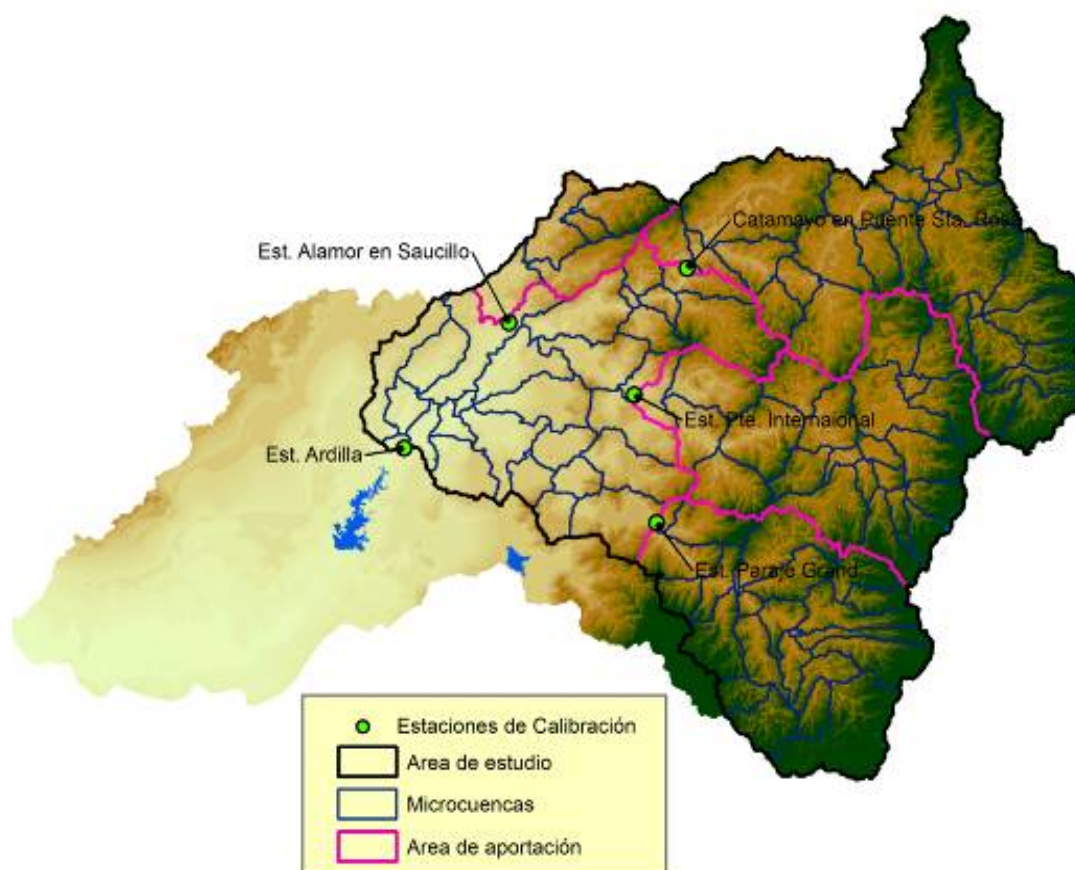 Catamayo en Puente Sta. Rosa
Est. Alamor en Saucillo
Est. Pte. Internaional
Est. Ardilla
Est. Paraje Grand
Estaciones de Calibración
Area de estudio
Microcuencas
Area de aportación